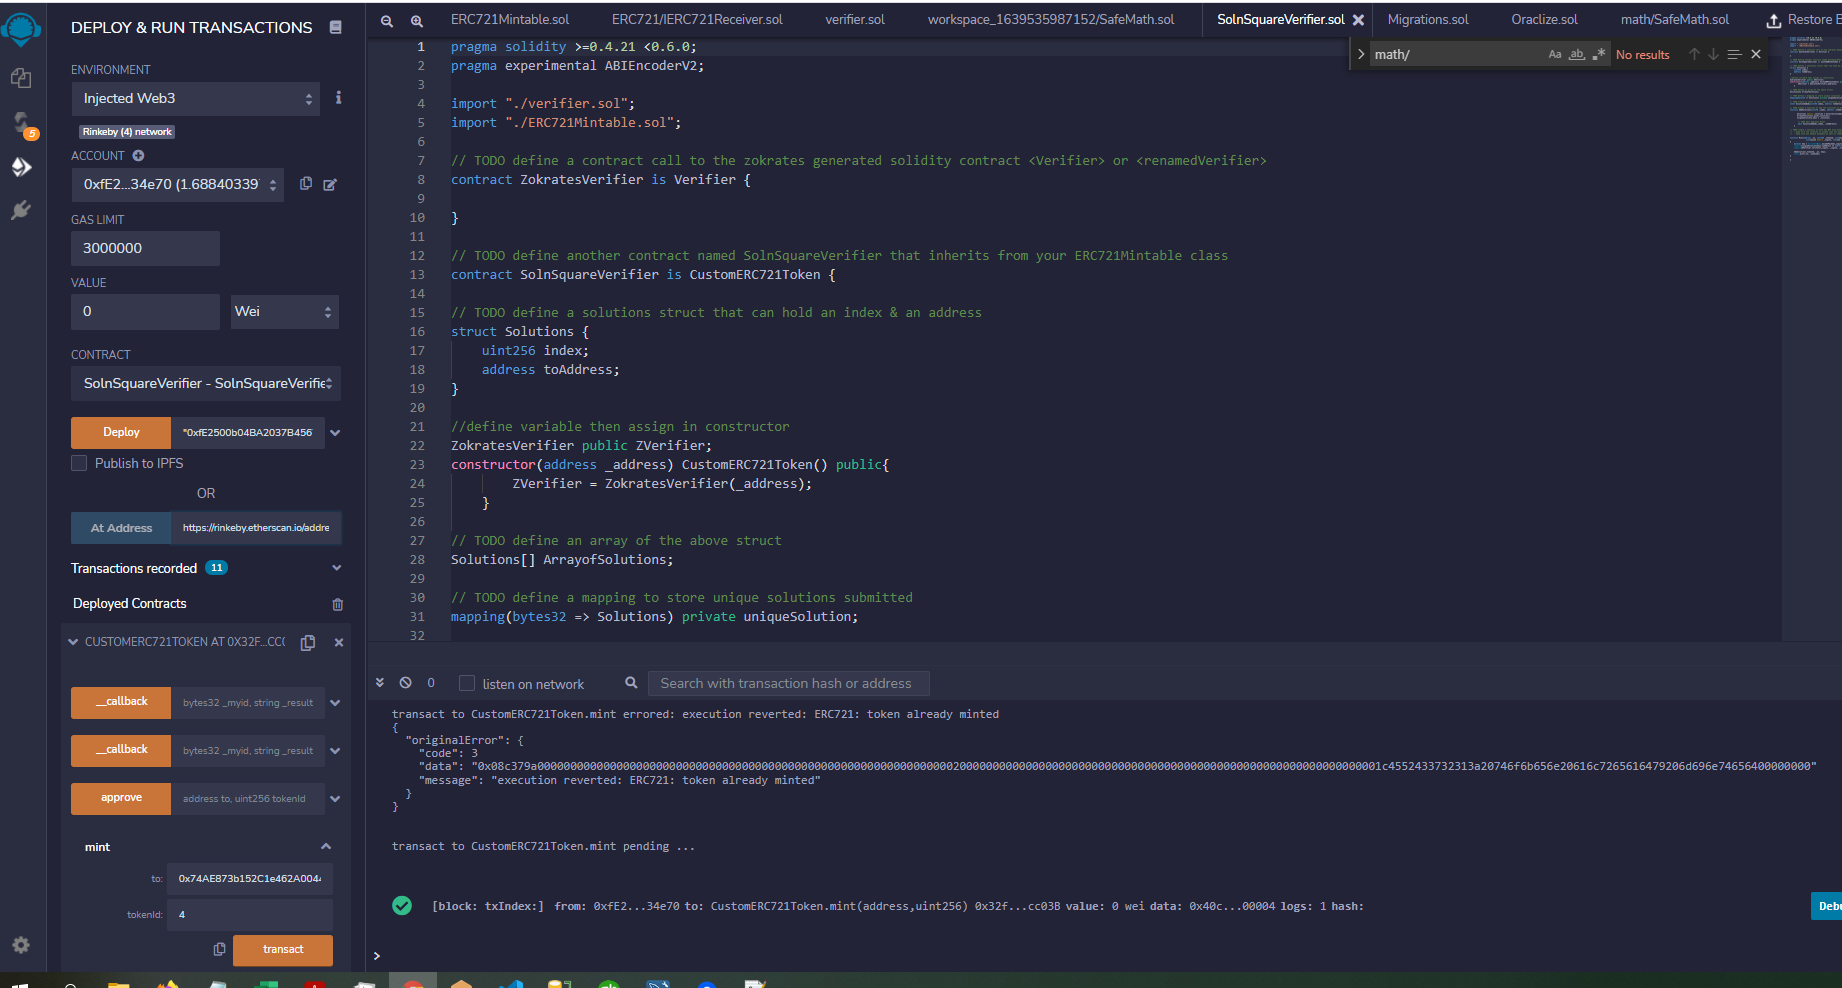 DEPLOY & RUN TRANSACTIONS
ENVIRONMENT
Injected Web3
Rinkeby (4) network
ACCOUNT
0xfE2...34e70 (1.68840339
GAS LIMIT
3000000
VALUE
0
Wei
CONTRACT
SolnSquareVerifier - SolnSquareVerifie
Deploy
"0xfE2500b04BA2037B456
Publish to IPFS
OR
At Address
https://rinkeby.etherscan.io/addre
Transactions recorded 11
Deployed Contracts
CUSTOMERC721TOKEN AT 0X32F...CC0
__callback
bytes32 _myid, string _result
__callback
bytes32 _myid, string _result
approve
address to, uint256 tokenId
mint
to:
0x74AE873b152C1e462A004
tokenId:
4
transact
5
ERC721Mintable.sol
ERC721/IERC721Receiver.sol
verifier.sol
workspace_1639535987152/SafeMath.sol
SolnSquareVerifier.sol
Migrations.sol
Oraclize.sol
math/SafeMath.sol
Restore B
math/
Aa
ab
.*
No results
1 pragma solidity >=0.4.21 <0.6.0;
2 pragma experimental ABIEncoderV2;
3
4 import "./verifier.sol";
5 import "./ERC721Mintable.sol";
6
7 // TODO define a contract call to the zokrates generated solidity contract <Verifier> or <renamedVerifier>
8 contract ZokratesVerifier is Verifier {
9
10 }
11
12 // TODO define another contract named SolnSquareVerifier that inherits from your ERC721Mintable class
13 contract SolnSquareVerifier is CustomERC721Token {
14
15 // TODO define a solutions struct that can hold an index & an address
16 struct Solutions {
17 uint256 index;
18 address toAddress;
19 }
20
21 //define variable then assign in constructor
22 ZokratesVerifier public ZVerifier;
23 constructor(address _address) CustomERC721Token() public{
24 ZVerifier = ZokratesVerifier(_address);
25 }
26
27 // TODO define an array of the above struct
28 Solutions[] ArrayofSolutions;
29
30 // TODO define a mapping to store unique solutions submitted
31 mapping(bytes32 => Solutions) private uniqueSolution;
32
0
listen on network
Search with transaction hash or address
transact to CustomERC721Token.mint errored: execution reverted: ERC721: token already minted
{
"originalError": {
"code": 3
"data":
"message": "execution reverted: ERC721: token already minted"
}
}
transact to CustomERC721Token.mint pending ...
[block: txIndex:] from: 0xfE2...34e70 to: CustomERC721Token.mint(address,uint256) 0x32f...cc03B value: 0 wei data: 0x40c...00004 logs: 1 hash:
Debu
>